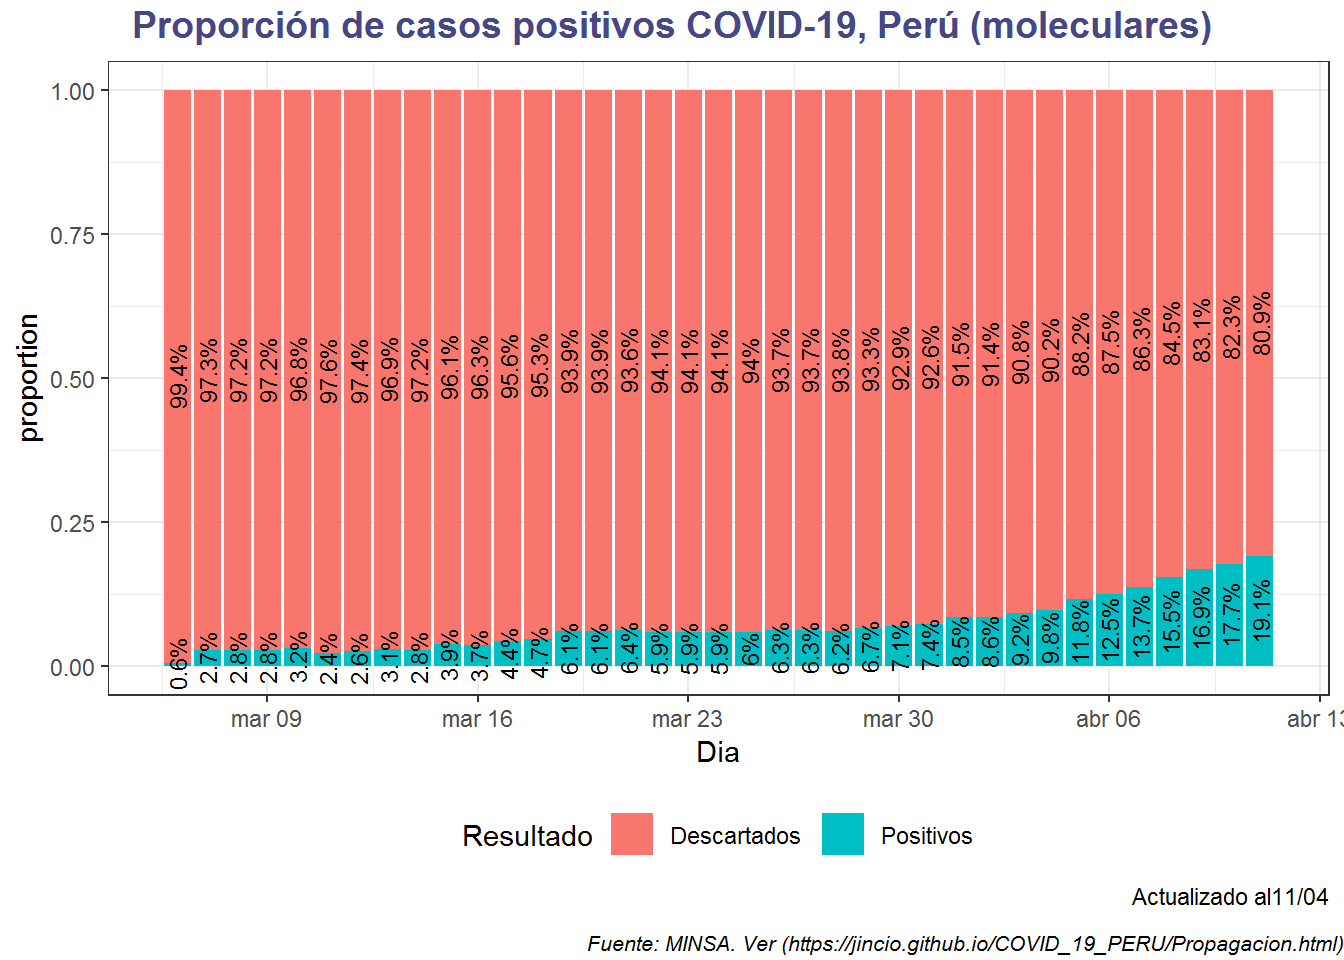 Proporción de casos positivos COVID-19, Perú (moleculares)
1.00
0.75
0.50
0.25
0.00
proportion
99.4% 97.3% 97.2% 97.2% 96.8% 97.6% 97.4% 96.9% 97.2% 96.1% 96.3% 95.6% 95.3% 93.9% 93.9% 93.6% 94.1% 94.1% 94.1% 94% 93.7% 93.7% 93.8% 93.3% 92.9% 92.6% 91.5% 91.4% 90.8% 90.2% 88.2% 87.5% 86.3% 84.5% 83.1% 82.3% 80.9%
0.6% 2.7% 2.8% 2.8% 3.2% 2.4% 2.6% 3.1% 2.8% 3.9% 3.7% 4.4% 4.7% 6.1% 6.1% 6.4% 5.9% 5.9% 5.9% 6% 6.3% 6.3% 6.2% 6.7% 7.1% 7.4% 8.5% 8.6% 9.2% 9.8% 11.8% 12.5% 13.7% 15.5% 16.9% 17.7% 19.1%
mar 09 mar 16 mar 23 mar 30 abr 06 abr 13
Dia
Resultado Descartados Positivos
Actualizado al11/04
Fuente: MINSA. Ver (https://jincio.github.io/COVID_19_PERU/Propagacion.html)